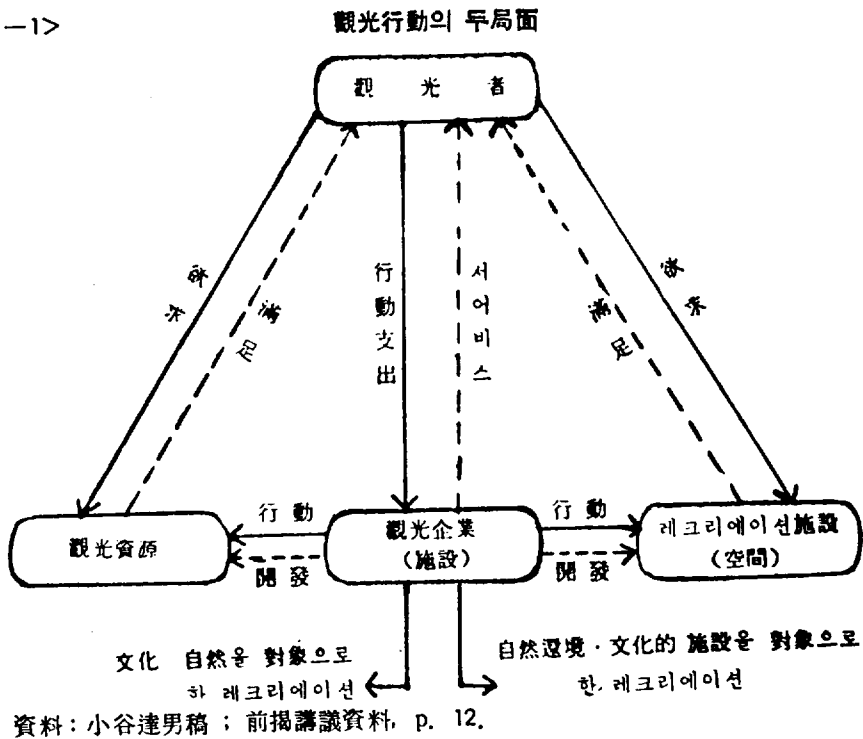 —1>
觀光行動의 두局面
觀 光 者
欲求
滿足
行動支出
서어비스
滿足
欲求
行動
行動
觀光資源
觀光企業
(施設)
레크리에이션施設
(空間)
開發
開發
文化 自然을 對象으로
한 레크리에이션
自然環境·文化的 施設을 對象으로
한. 레크리에이션
資料: 小谷達男稿 ; 前揭講議資料, p. 12.